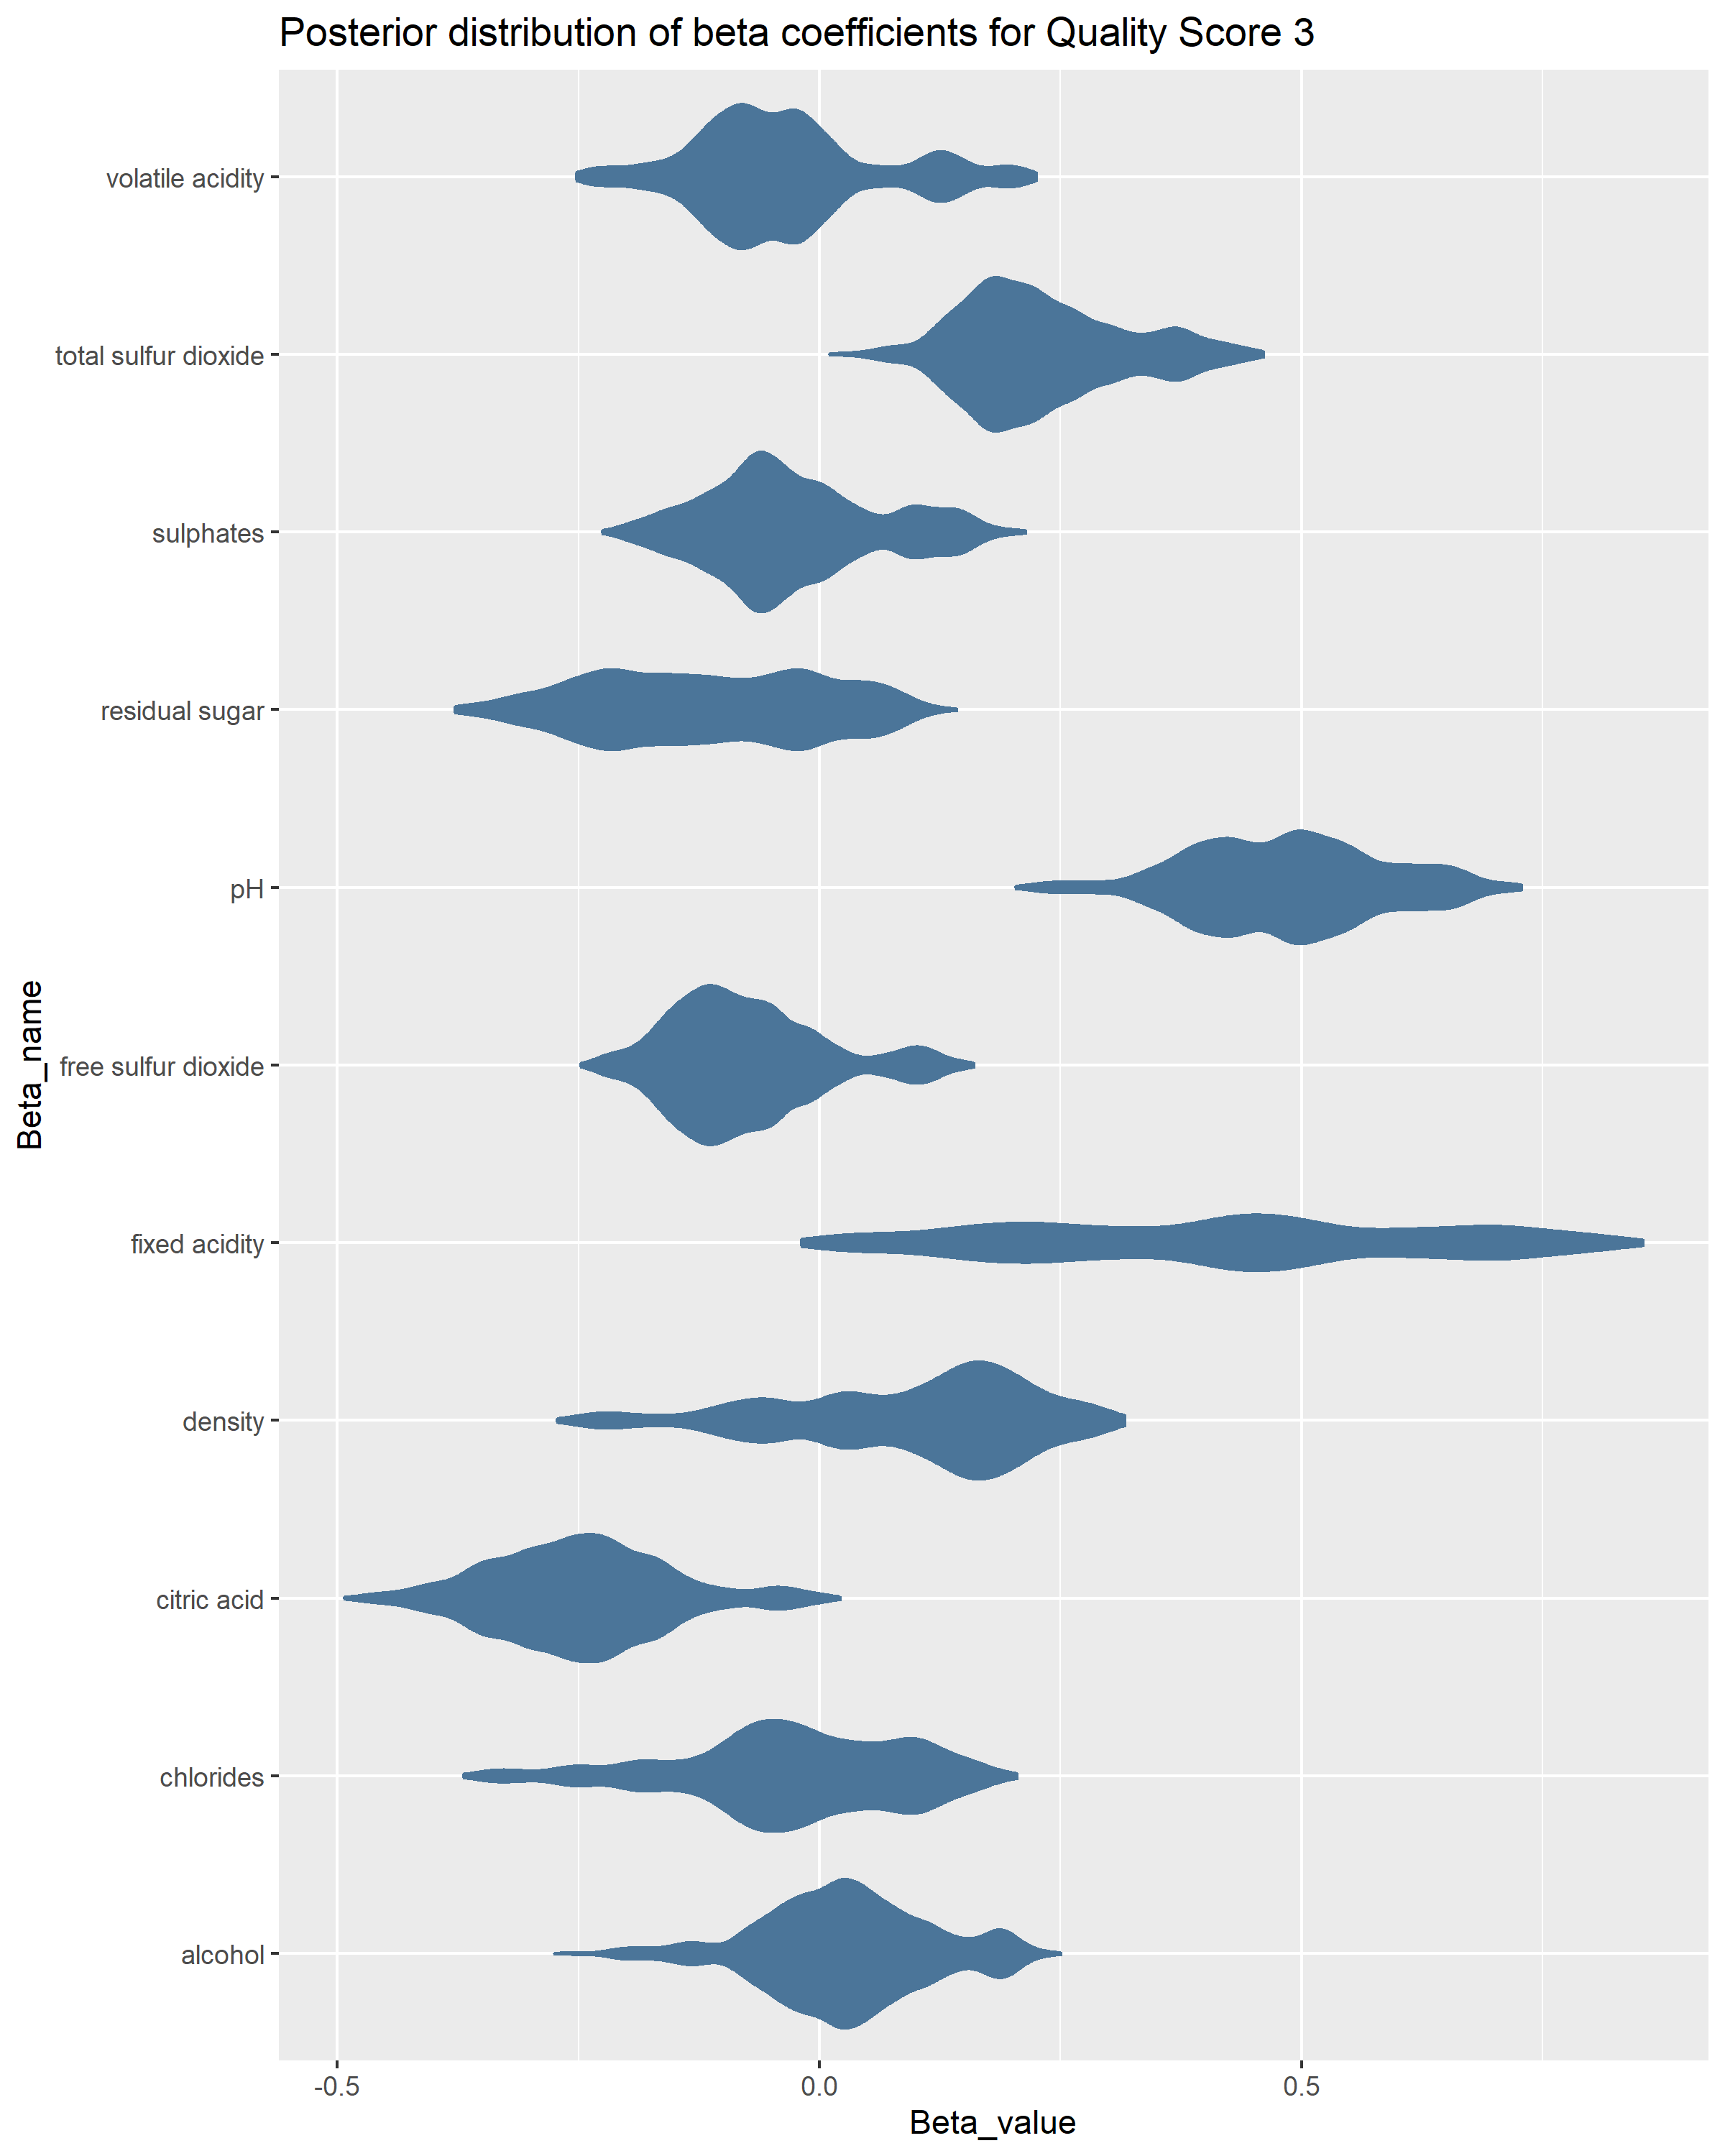 Posterior distribution of beta coefficients for Quality Score 3
Beta_name
volatile acidity
total sulfur dioxide
sulphates
residual sugar
pH
free sulfur dioxide
fixed acidity
density
citric acid
chlorides
alcohol
-0.5
0.0
0.5
Beta_value